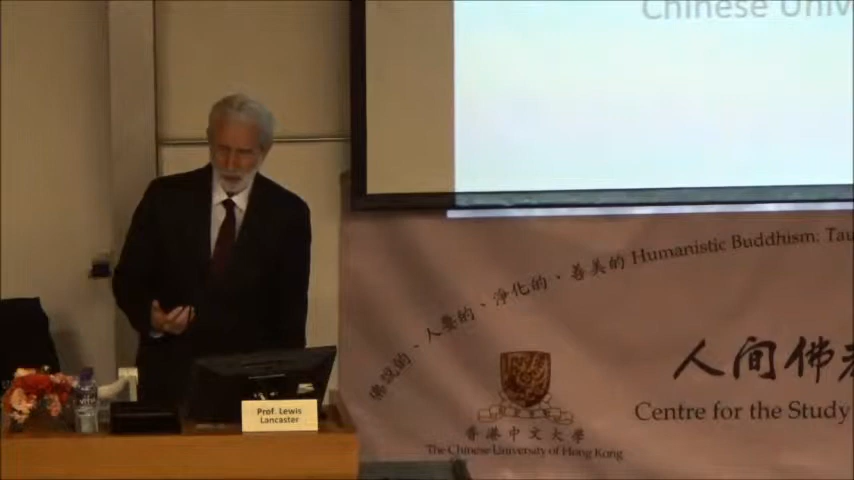 Chinese Univ
佛說的、人要的、淨化的、善美的 Humanistic Buddhism: Tau
人间佛
Centre for the Study
香港中文大學
The Chinese University of Hong Kong
Prof. Lewis
Lancaster